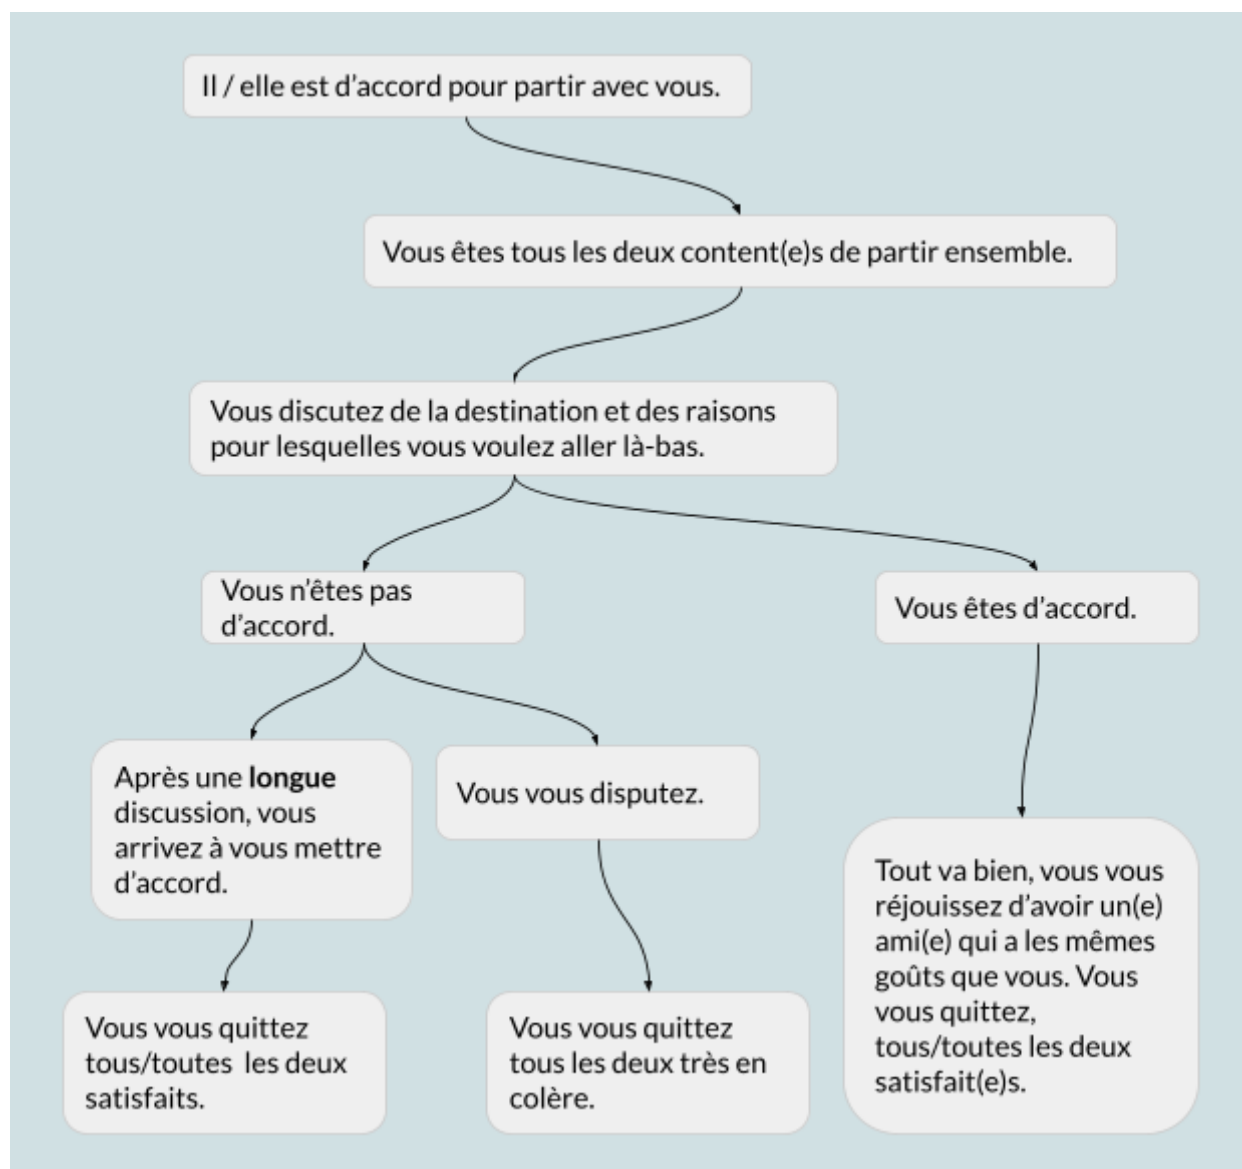 Il / elle est d'accord pour partir avec vous.
Vous êtes tous les deux content(e)s de partir ensemble.
Vous discutez de la destination et des raisons
pour lesquelles vous voulez aller là-bas.
Vous n'êtes pas
d'accord.
Vous êtes d'accord.
Après une longue
discussion, vous
arrivez à vous mettre
d'accord.
Vous vous disputez.
Tout va bien, vous vous
réjouissez d'avoir un(e)
ami(e) qui a les mêmes
goûts que vous. Vous
vous quittez,
tous/toutes les deux
satisfait(e)s.
Vous vous quittez
tous/toutes  les deux
satisfaits.
Vous vous quittez
tous les deux très en
colère.